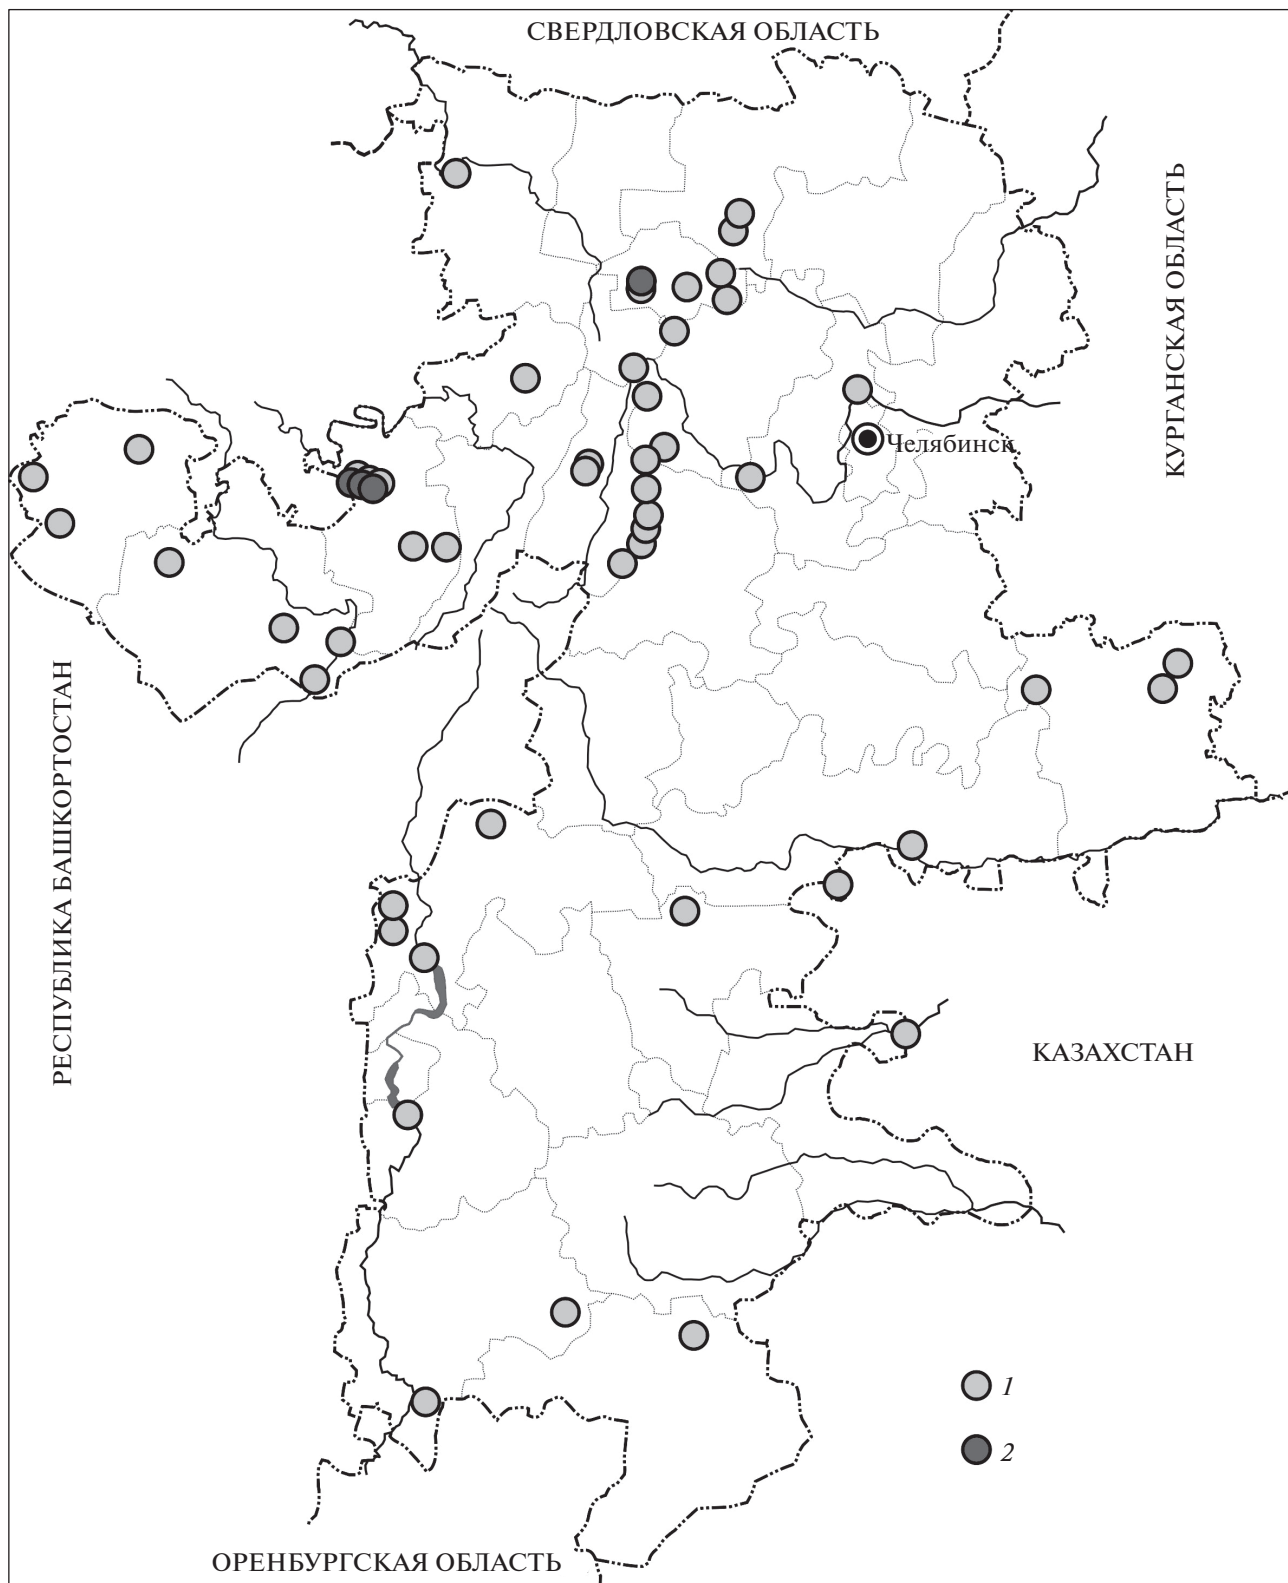 СВЕРДЛОВСКАЯ ОБЛАСТЬ
КУРГАНСКАЯ ОБЛАСТЬ
Челябинск
РЕСПУБЛИКА БАШКОРТОСТАН
КАЗАХСТАН
1
2
ОРЕНБУРГСКАЯ ОБЛАСТЬ